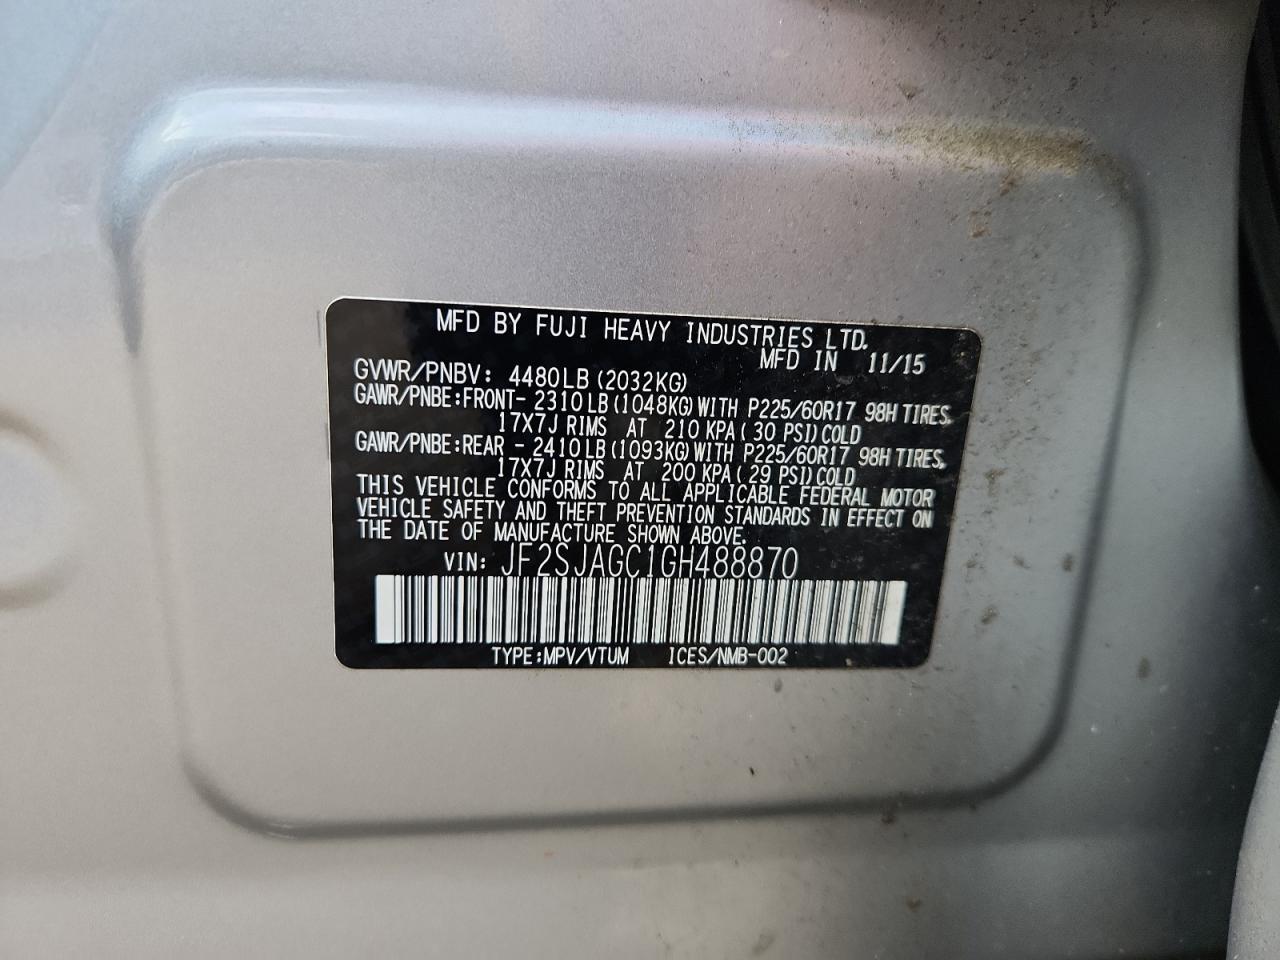 MFD BY FUJI HEAVY INDUSTRIES LTD.
MFD IN 11/15
GVWR/PNBV: 4480LB(2032KG)
GAWR/PNBE:FRONT- 2310LB(1048KG)WITH P225/60R17 98H TIRES,
17X7J RIMS AT 210 KPA( 30 PSI)COLD
GAWR/PNBE:REAR - 2410LB(1093KG)WITH P225/60R17 98H TIRES,
17X7J RIMS AT 200 KPA( 29 PSI)COLD
THIS VEHICLE CONFORMS TO ALL APPLICABLE FEDERAL MOTOR
VEHICLE SAFETY AND THEFT PREVENTION STANDARDS IN EFFECT ON
THE DATE OF MANUFACTURE SHOWN ABOVE.
VIN: JF2SJAGC1GH488870
TYPE:MPV/VTUM ICES/NMB-002